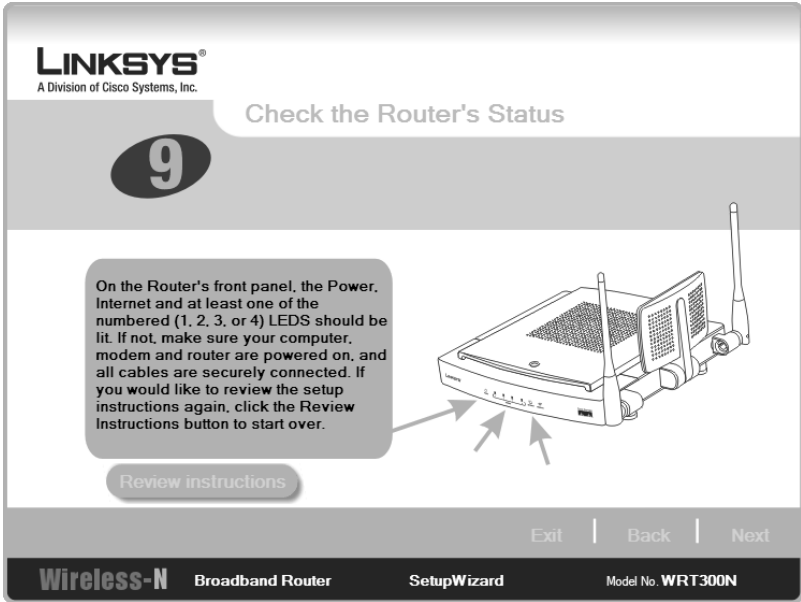 LINKSYS®
A Division of Cisco Systems, Inc.
Check the Router's Status
9
On the Router's front panel, the Power,
Internet and at least one of the
numbered (1, 2, 3, or 4) LEDS should be
lit. If not, make sure your computer,
modem and router are powered on, and
all cables are securely connected. If
you would like to review the setup
instructions again, click the Review
Instructions button to start over.
LINKSYS
Review instructions
Exit
Back
Next
Wireless-N
Broadband Router
SetupWizard
Model No. WRT300N